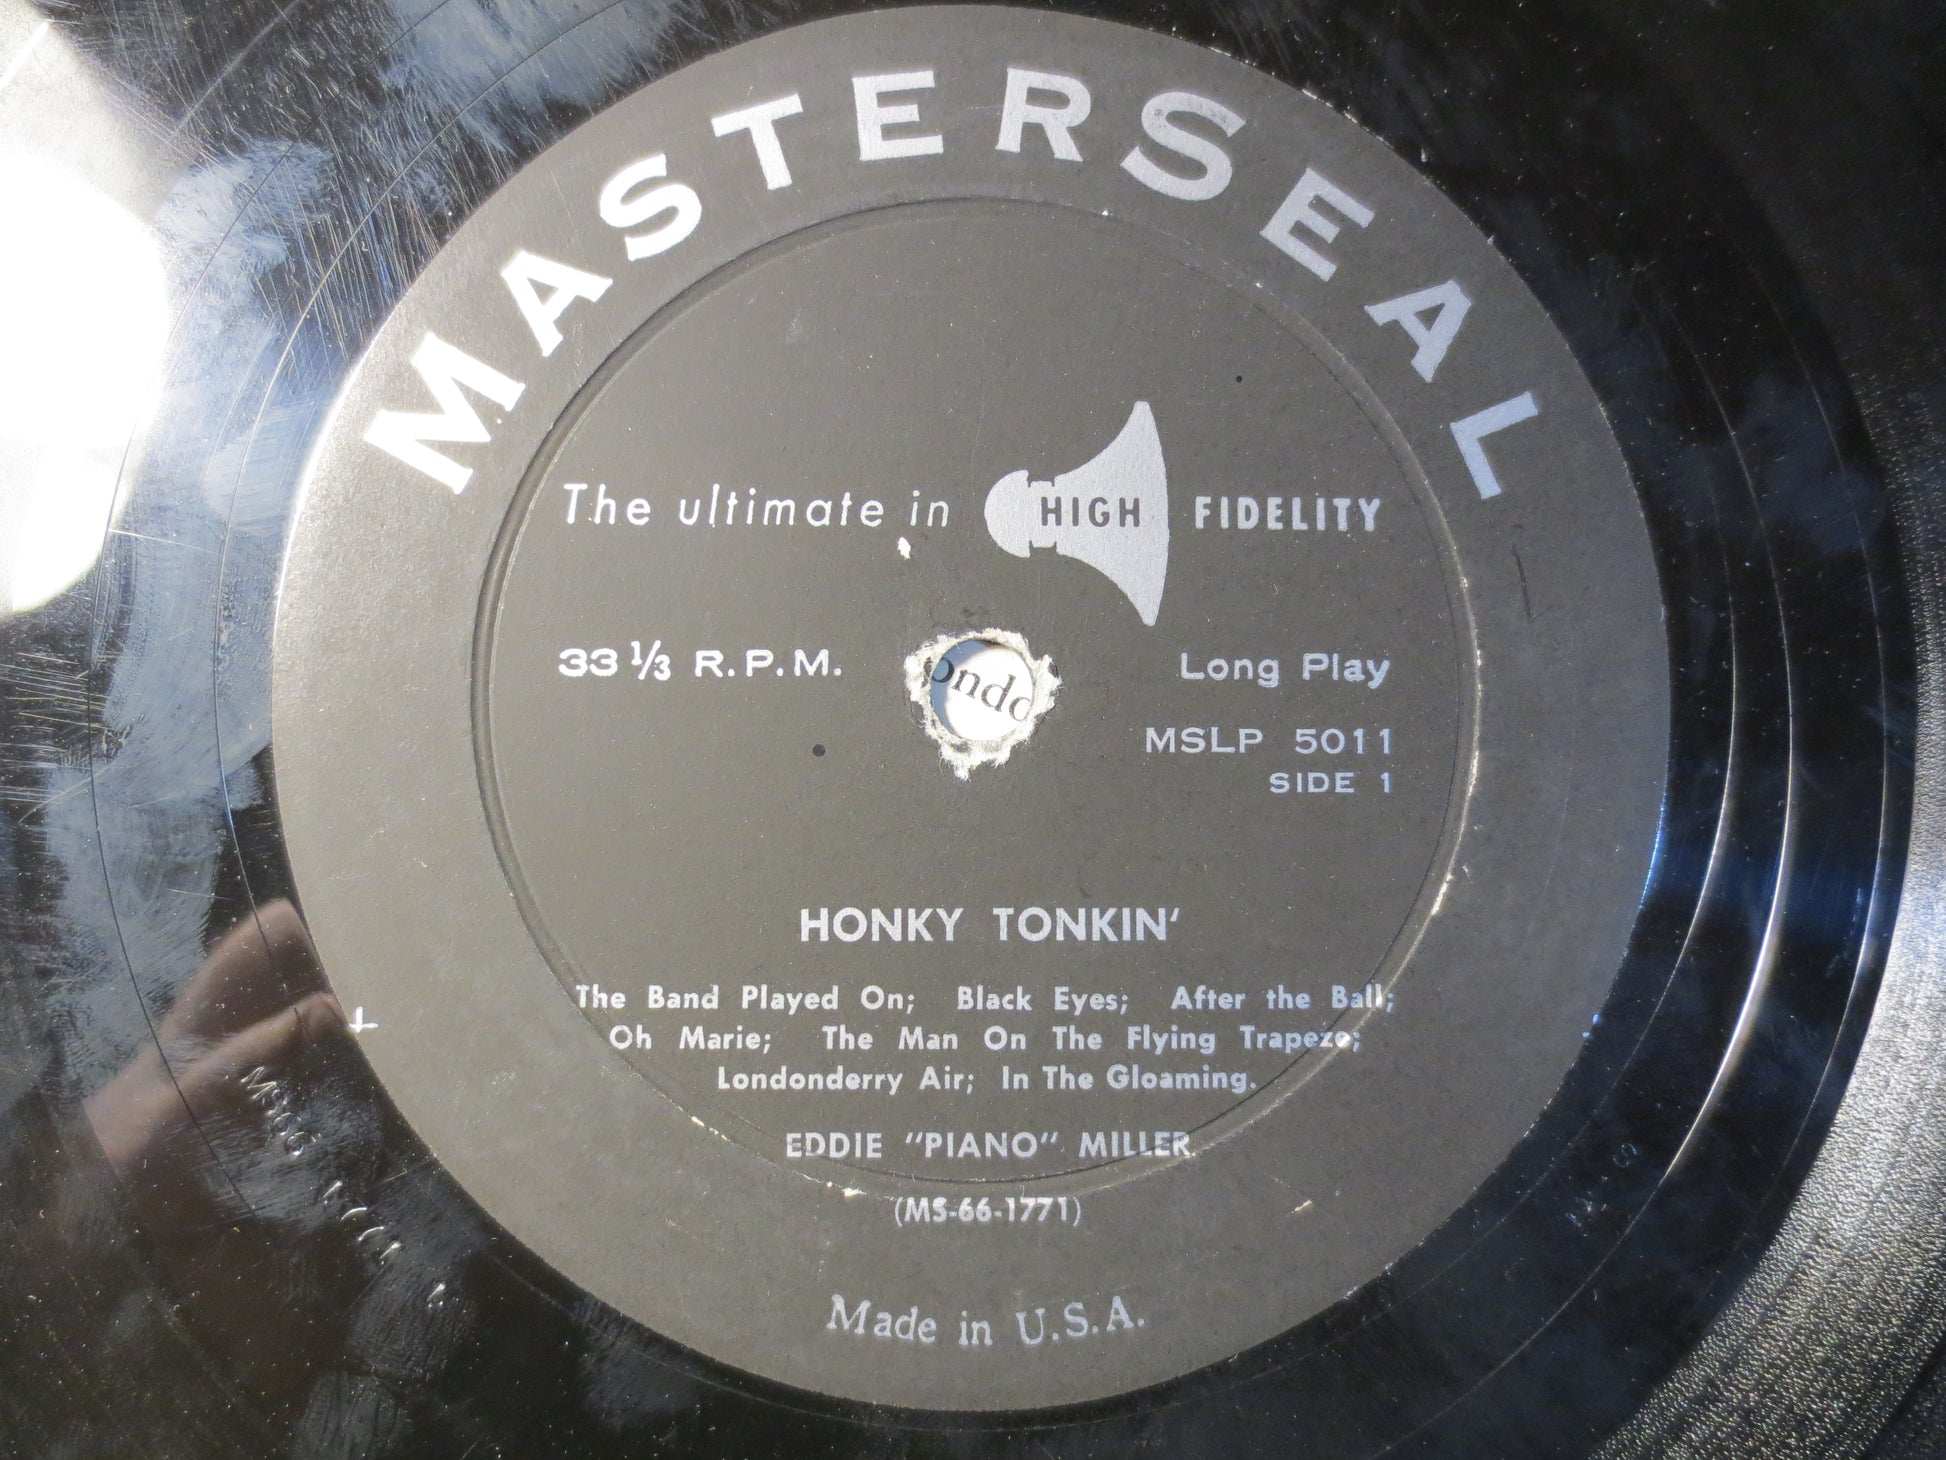 MASTERSEAL
The ultimate in HIGH FIDELITY
33 1/3 R.P.M.
Long Play
MSLP 5011
SIDE 1
HONKY TONKIN'
The Band Played On; Black Eyes; After the Ball;
Oh Marie; The Man On The Flying Trapeze;
Londonderry Air; In The Gloaming.
EDDIE "PIANO" MILLER
(MS-66-1771)
Made in U.S.A.